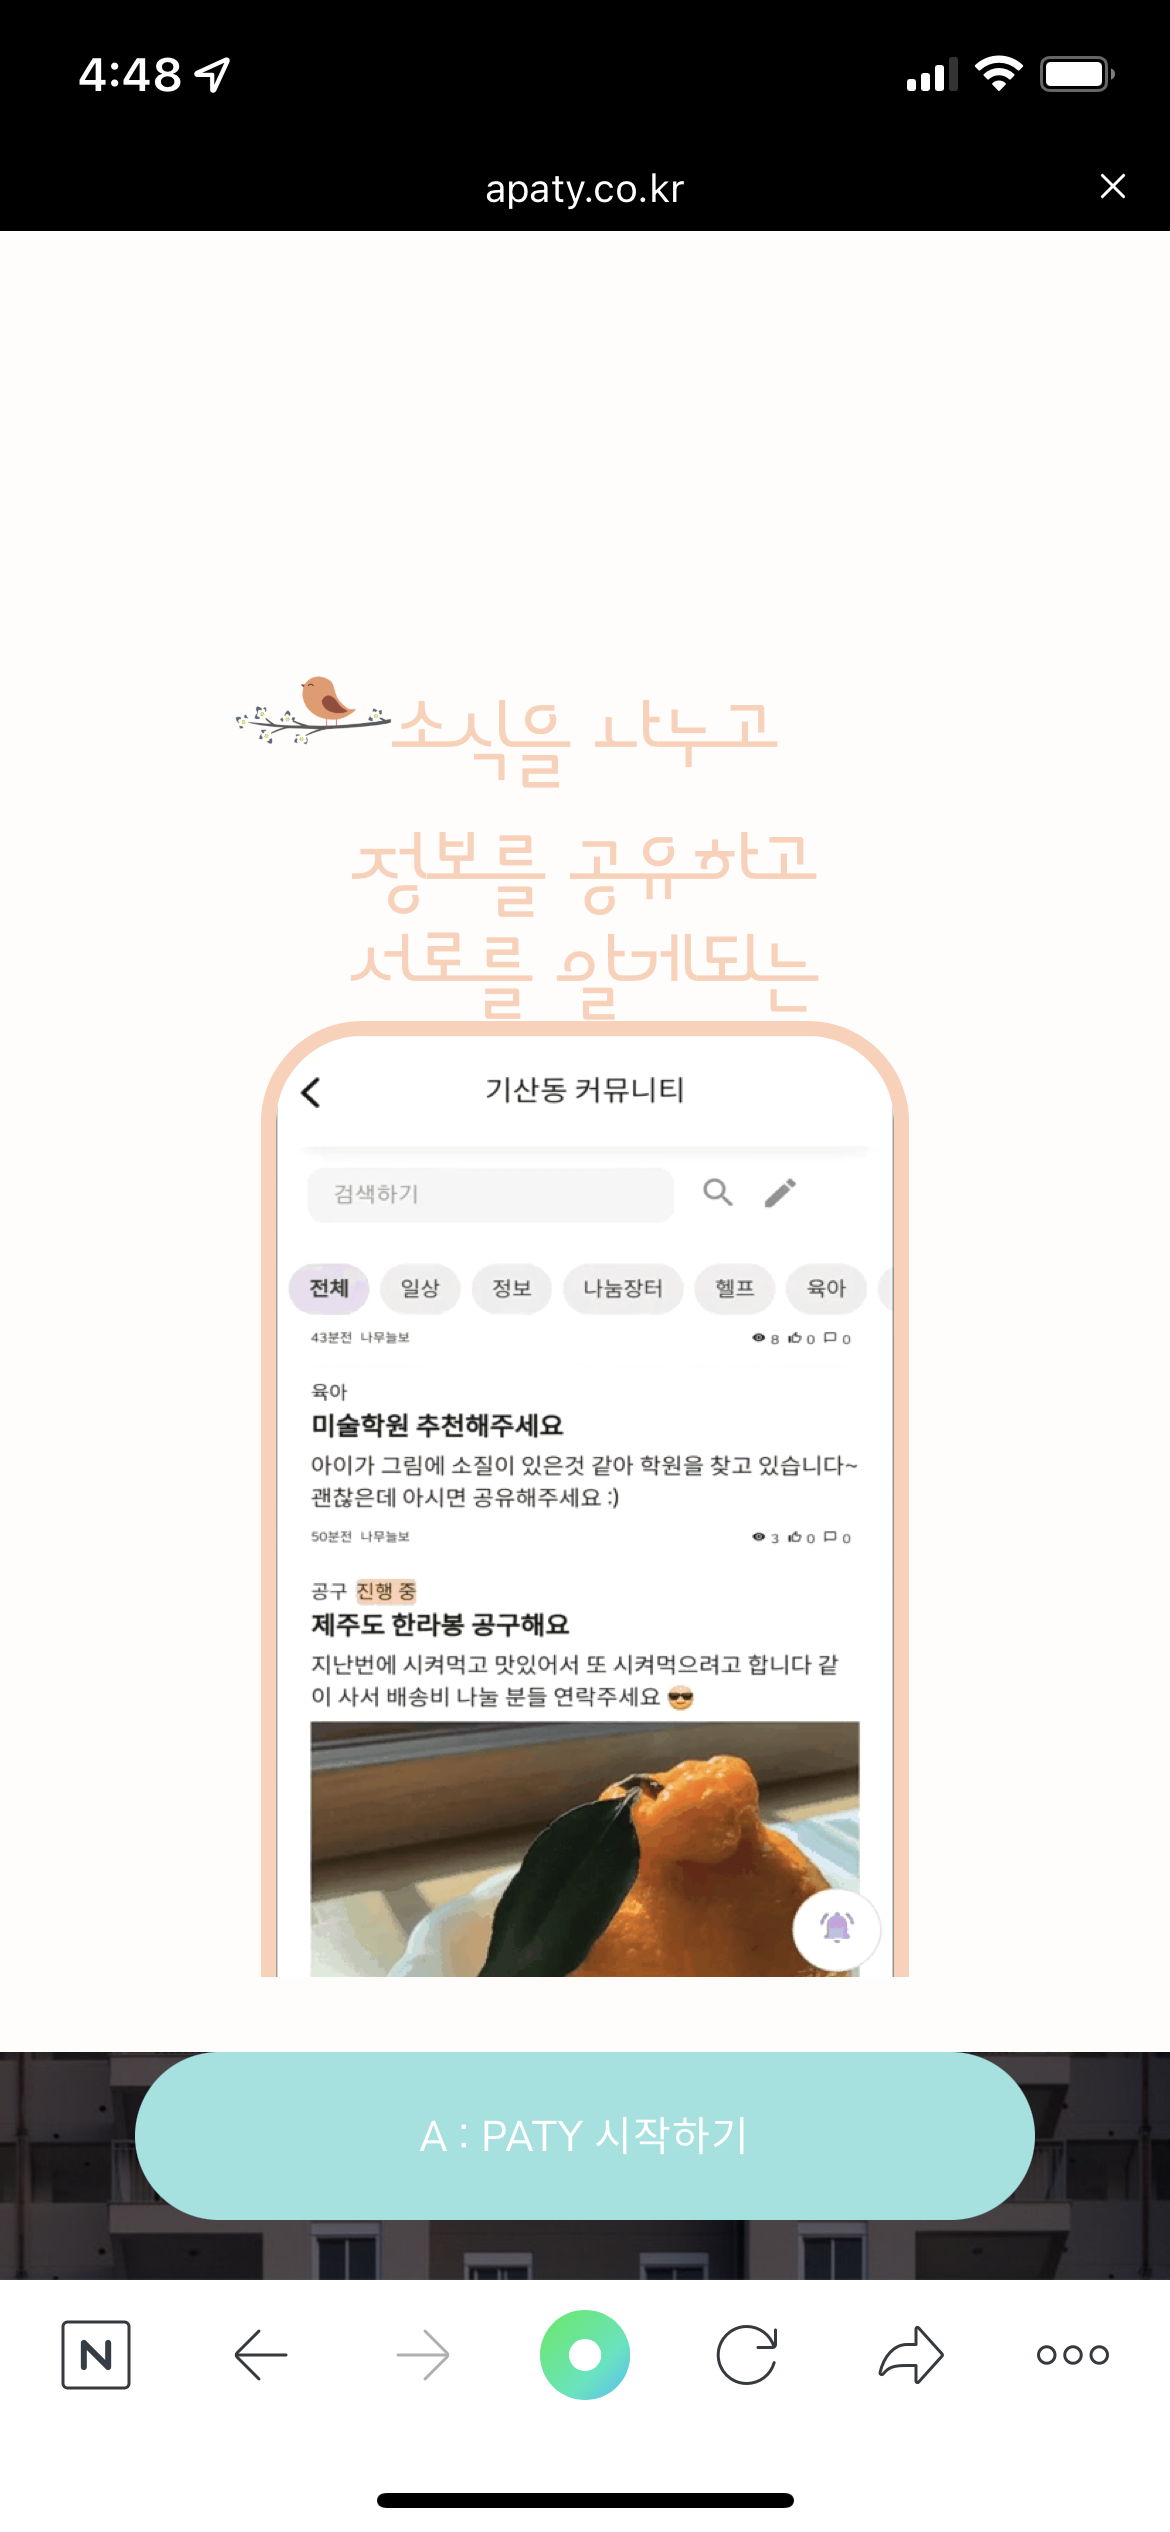 4:48
apaty.co.kr
소식을 나누고
정보를 공유하고
서로를 알게되는
기산동 커뮤니티
검색하기
전체 일상 정보 나눔장터 헬프 육아
43분전 나무늘보 8 0 0
육아
미술학원 추천해주세요
아이가 그림에 소질이 있은것 같아 학원을 찾고 있습니다~
괜찮은데 아시면 공유해주세요 :)
50분전 나무늘보 3 0 0
공구 진행 중
제주도 한라봉 공구해요
지난번에 시켜먹고 맛있어서 또 시켜먹으려고 합니다 같
이 사서 배송비 나눌 분들 연락주세요 😎
A : PATY 시작하기
N